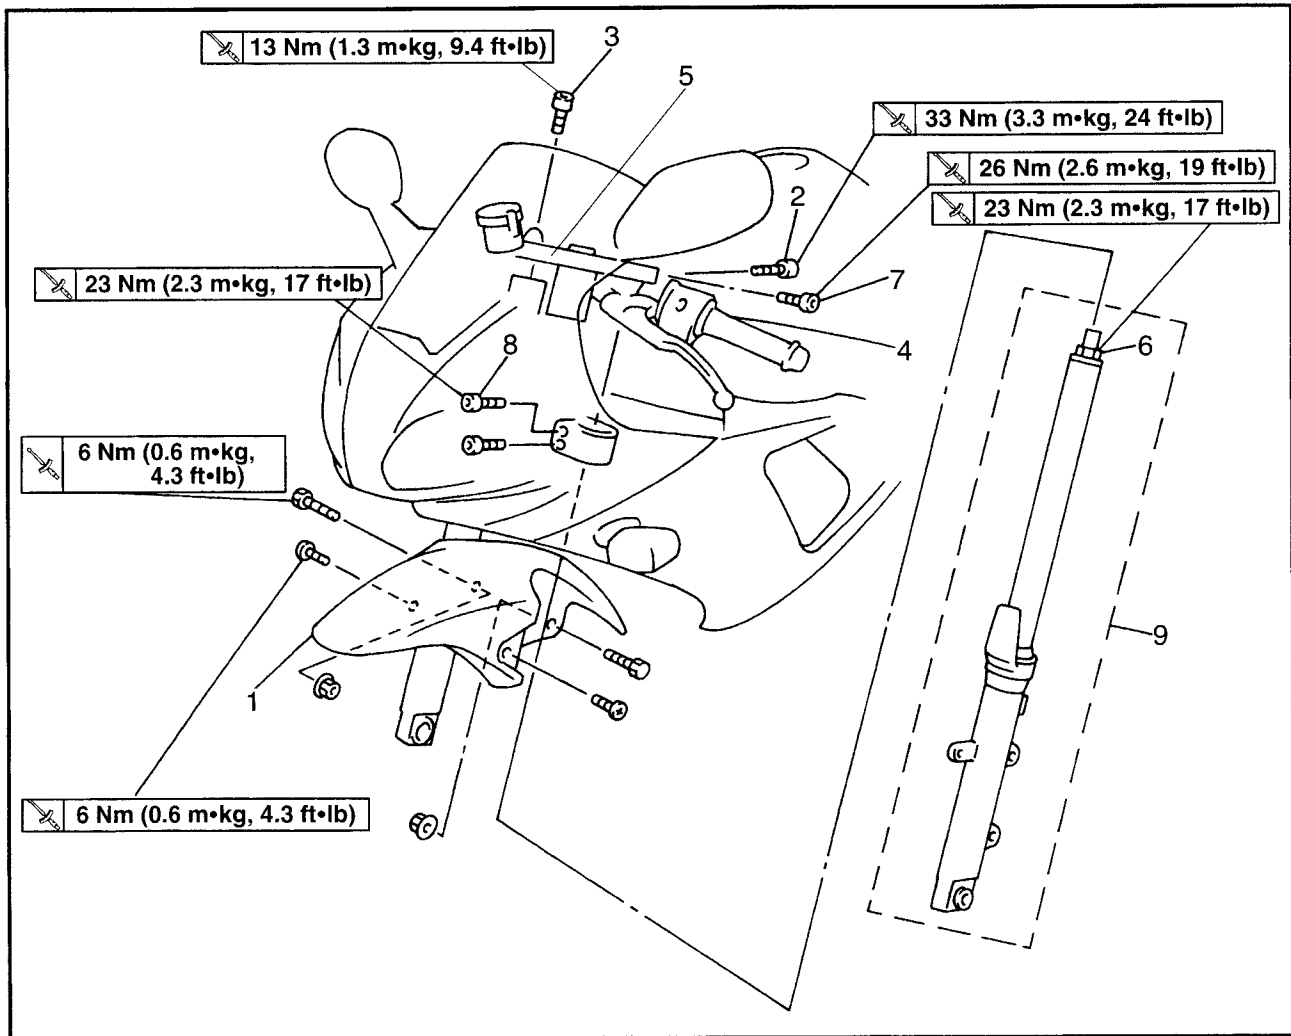 13 Nm (1.3 m•kg, 9.4 ft•lb)
3
5
33 Nm (3.3 m•kg, 24 ft•lb)
26 Nm (2.6 m•kg, 19 ft•lb)
2
23 Nm (2.3 m•kg, 17 ft•lb)
23 Nm (2.3 m•kg, 17 ft•lb)
7
8
4
6
6 Nm (0.6 m•kg,
4.3 ft•lb)
9
1
6 Nm (0.6 m•kg, 4.3 ft•lb)